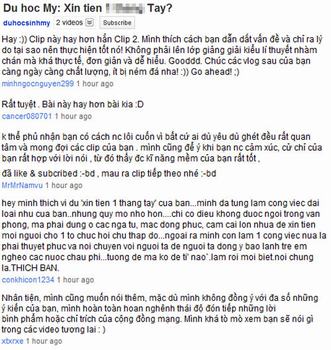 Du hoc My: Xin tien 1 Tay?
duhocsinhmy 2 videos Subscribe
Hay :)) Clip này hay hơn hẳn Clip 2. Mình thích cách bạn dẫn dắt vấn đề và chỉ ra lý
do tại sao nên thực hiện tốt nó! Không phải lên lớp giảng giải kiểu lí thuyết nhàm
chán mà khá thực tế, đơn giản và dễ hiểu. Gooddd. Chúc các vlog sau của bạn
càng ngày càng chất lượng, ít bị ném đá nha! :)) Go ahead! ;)
minhngocnguyen299 1 hour ago
Rất tuyệt . Bài này hay hơn bài kia :D
cancer080701 1 hour ago
k thể phủ nhận bạn có cách nc lôi cuốn vì bất cứ ai dù yêu dù ghét đều rất quan
tâm và mong đợi các clip của bạn . mình cũng để ý khi bạn nc cảm xúc, cử chỉ của
bạn rất hợp với lời nói , từ đó thấy đc kĩ năng mềm của bạn rất tốt ,
đã like & subcribed :-bd , mau ra clip tiếp theo nhé :-bd
MrMrNamvu 1 hour ago
hey minh thich vi du 'xin tien 1 thang tay' cua ban...minh da tung lam cong viec dai
loai nhu cua ban..nhung quy mo nho hon....chi co dieu khong duoc ngoi trong van
phong, ma phai dung o cac nga tu, mac dong phuc, cam cai lon nhua de xin tien
moi nguoi cho 1 to chuc hoi chu thap do...ngoai ra minh con lam 1 cong viec nua la
phai thuyet phuc va noi chuyen voi nguoi ta de nguoi ta dong y bao lanh tre em
ngheo cac nuoc chau phi...tuong de ma ko de ti' nao`.lam roi moi biet.noi chung
la.THICH BAN.
conkhicon1234 1 hour ago
Nhân tiện, mình cũng muốn nói thêm, mặc dù mình không đồng ý với đa số những
ý kiến của bạn, mình hoàn toàn hoan nghênh thái độ đón tiếp những lời
bình phẩm hoặc chỉ trích của cộng đồng mạng. Mình khá tò mò xem bạn sẽ nói gì
trong các video tương lai : )
xtxrxe 1 hour ago